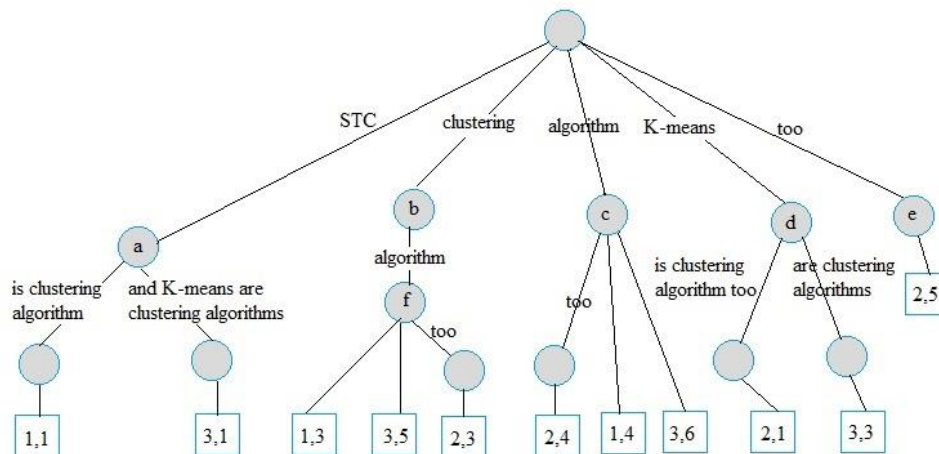 STC
clustering
algorithm
K-means
too
a
b
c
d
e
is clustering
algorithm
and K-means are
clustering algorithms
algorithm
f
too
too
is clustering
algorithm too
are clustering
algorithms
2,5
1,1
3,1
1,3
3,5
2,3
2,4
1,4
3,6
2,1
3,3